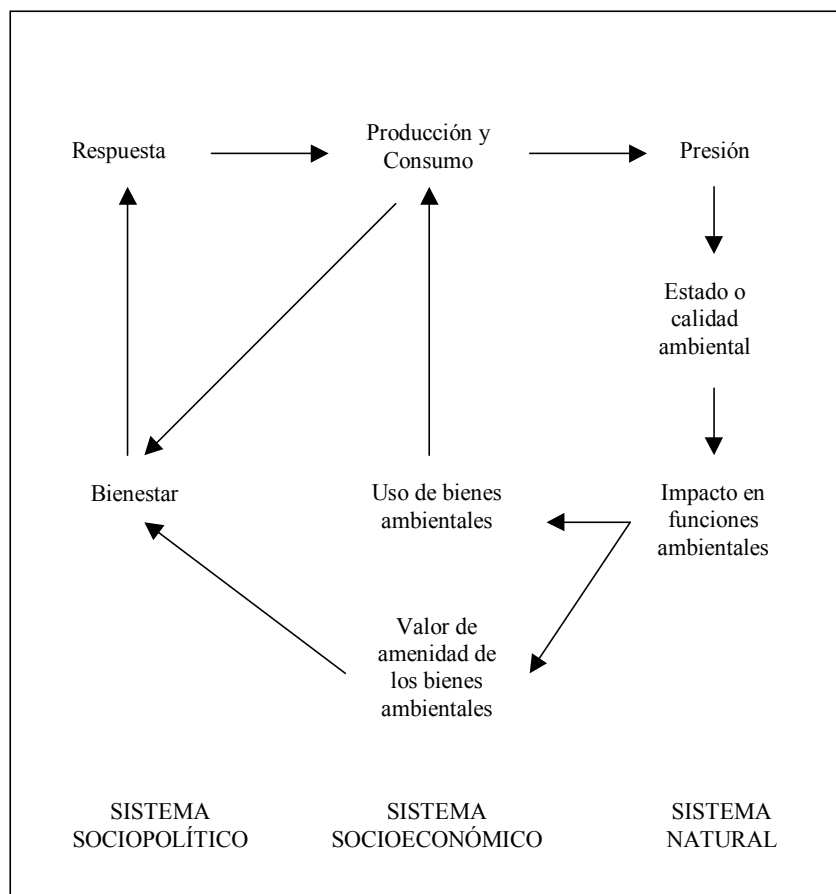 Respuesta
Producción y
Consumo
Presión
Estado o
calidad
ambiental
Bienestar
Uso de bienes
ambientales
Impacto en
funciones
ambientales
Valor de
amenidad de
los bienes
ambientales
SISTEMA
SOCIOPOLÍTICO
SISTEMA
SOCIOECONÓMICO
SISTEMA
NATURAL